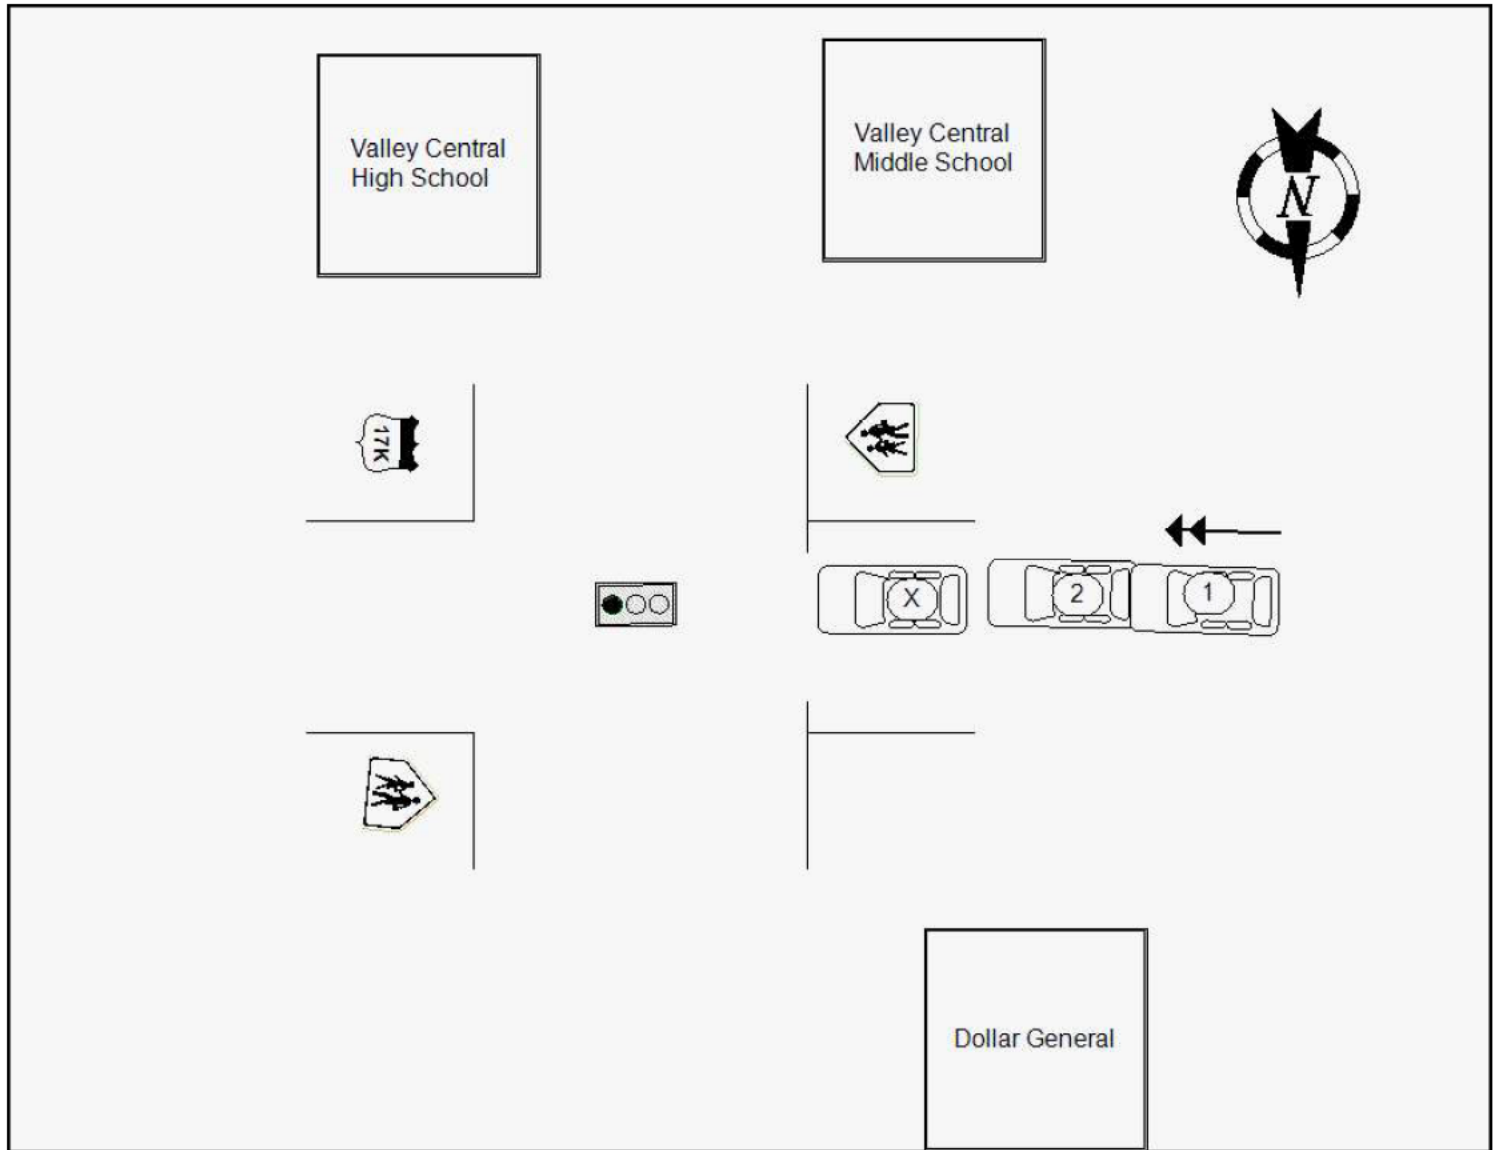 Valley Central
High School
Valley Central
Middle School
N
17K
X
2
1
Dollar General